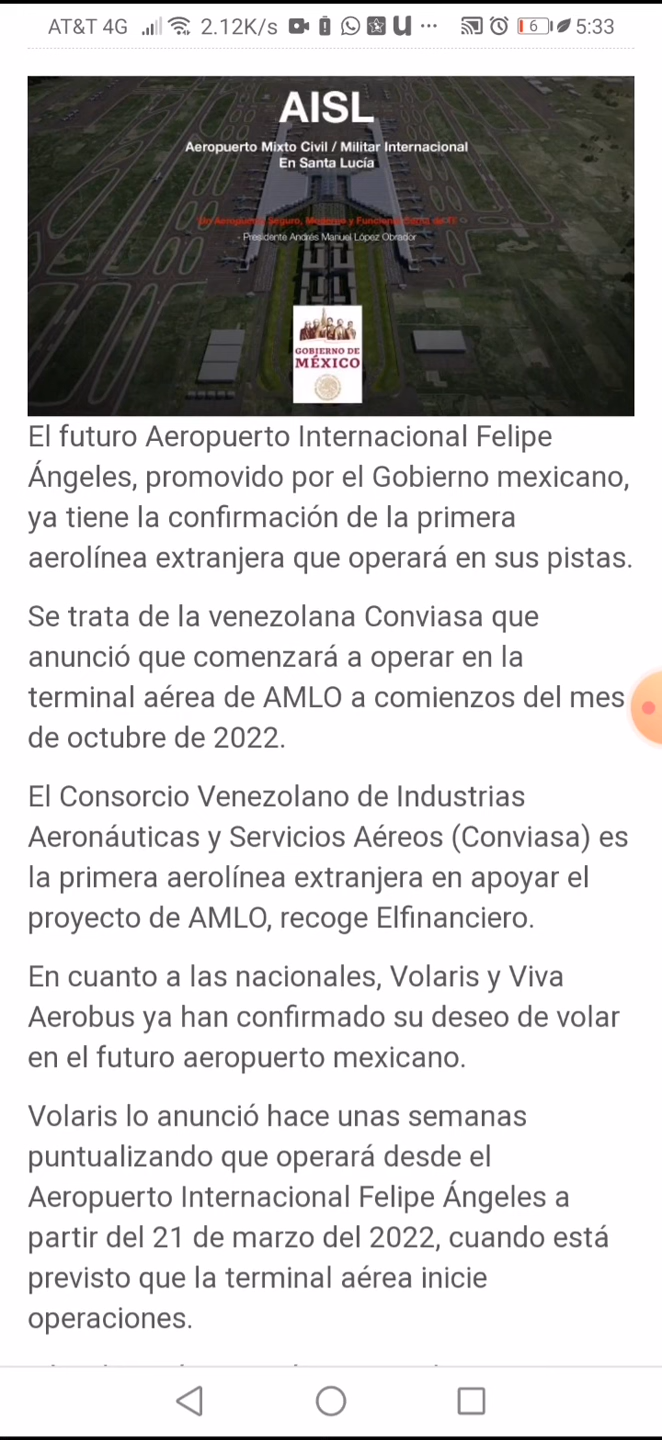 AT&T 4G 2.12K/s 6 5:33
AISL
Aeropuerto Mixto Civil / Militar Internacional
En Santa Lucía
Un Aeropuerto Seguro, Moderno y Funcional
- Presidente Andrés Manuel López Obrador
GOBIERNO DE
MÉXICO
El futuro Aeropuerto Internacional Felipe
Ángeles, promovido por el Gobierno mexicano,
ya tiene la confirmación de la primera
aerolínea extranjera que operará en sus pistas.
Se trata de la venezolana Conviasa que
anunció que comenzará a operar en la
terminal aérea de AMLO a comienzos del mes
de octubre de 2022.
El Consorcio Venezolano de Industrias
Aeronáuticas y Servicios Aéreos (Conviasa) es
la primera aerolínea extranjera en apoyar el
proyecto de AMLO, recoge Elfinanciero.
En cuanto a las nacionales, Volaris y Viva
Aerobus ya han confirmado su deseo de volar
en el futuro aeropuerto mexicano.
Volaris lo anunció hace unas semanas
puntualizando que operará desde el
Aeropuerto Internacional Felipe Ángeles a
partir del 21 de marzo del 2022, cuando está
previsto que la terminal aérea inicie
operaciones.